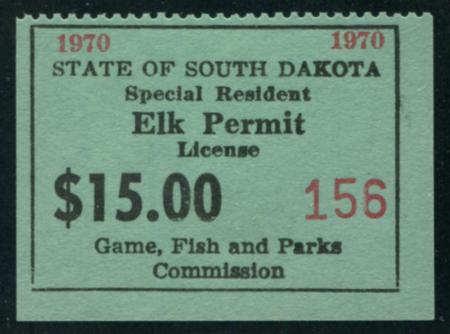 1970 1970
STATE OF SOUTH DAKOTA
Special Resident
Elk Permit
License
$15.00 156
Game, Fish and Parks
Commission